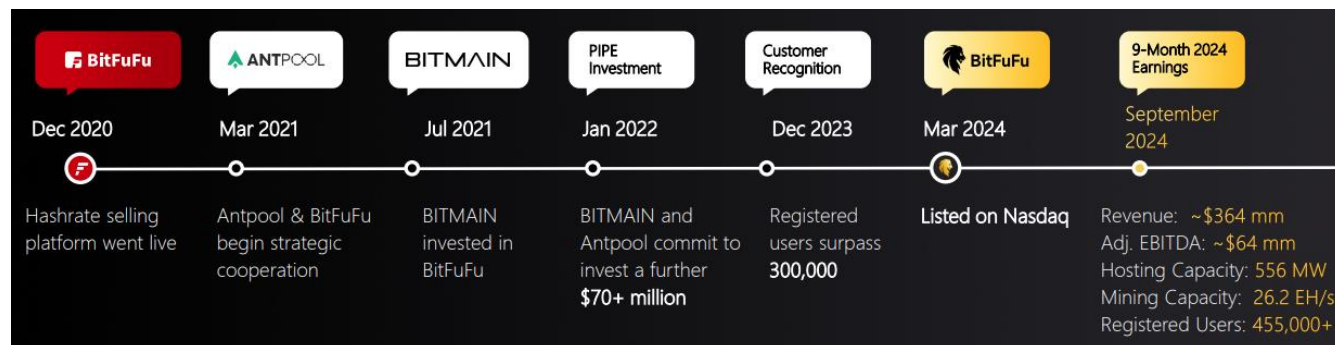 BitFuFu
ANTPOOL
BITMAIN
PIPE
Investment
Customer
Recognition
BitFuFu
9-Month 2024
Earnings
Dec 2020
Mar 2021
Jul 2021
Jan 2022
Dec 2023
Mar 2024
September
2024
Hashrate selling
platform went live
Antpool & BitFuFu
begin strategic
cooperation
BITMAIN
invested in
BitFuFu
BITMAIN and
Antpool commit to
invest a further
$70+ million
Registered
users surpass
300,000
Listed on Nasdaq
Revenue: ~$364 mm
Adj. EBITDA: ~$64 mm
Hosting Capacity: 556 MW
Mining Capacity: 26.2 EH/s
Registered Users: 455,000+